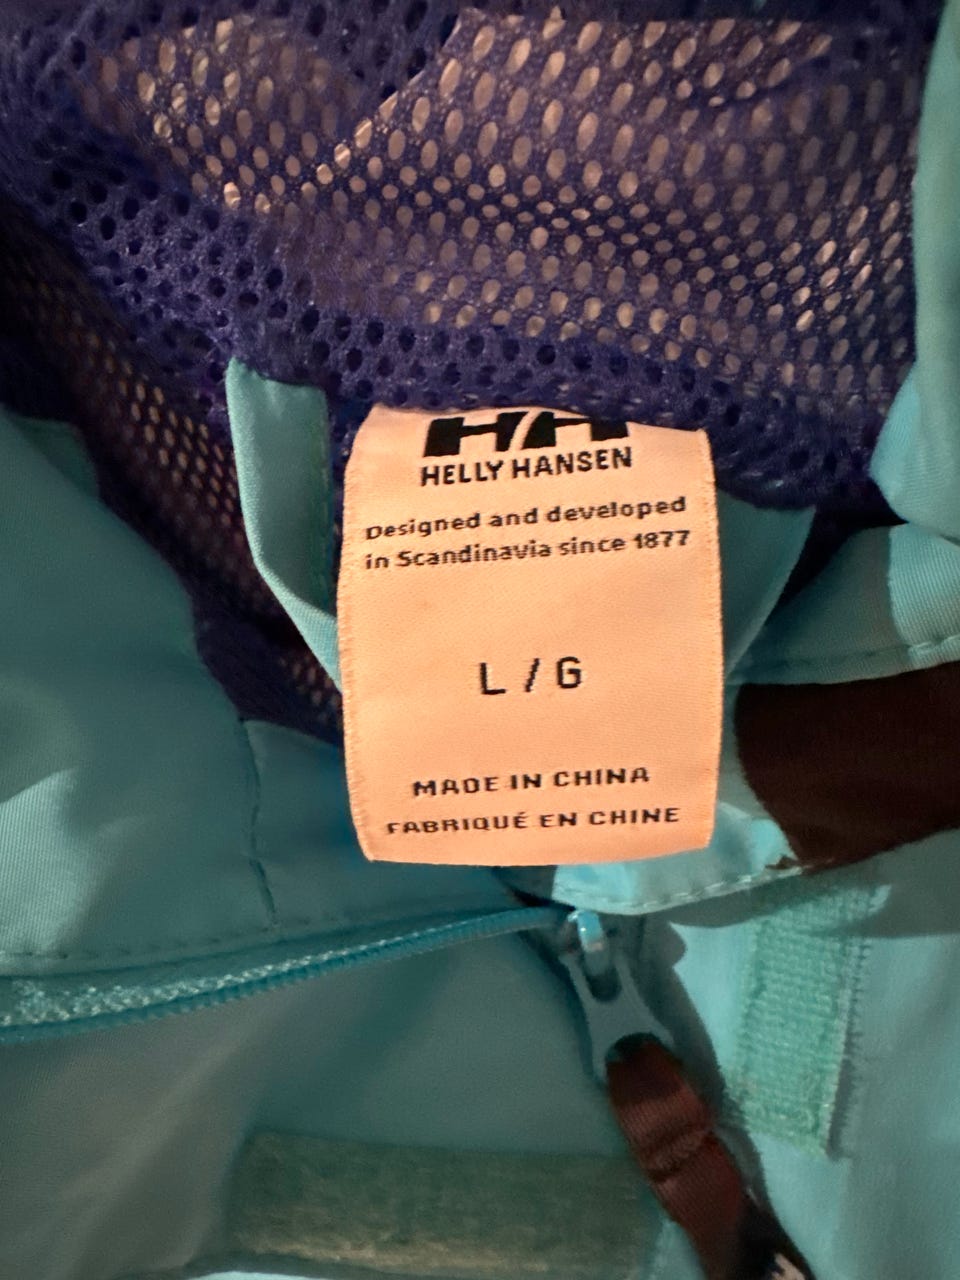 HH
HELLY HANSEN
Designed and developed
in Scandinavia since 1877
L / G
MADE IN CHINA
FABRIQUÉ EN CHINE